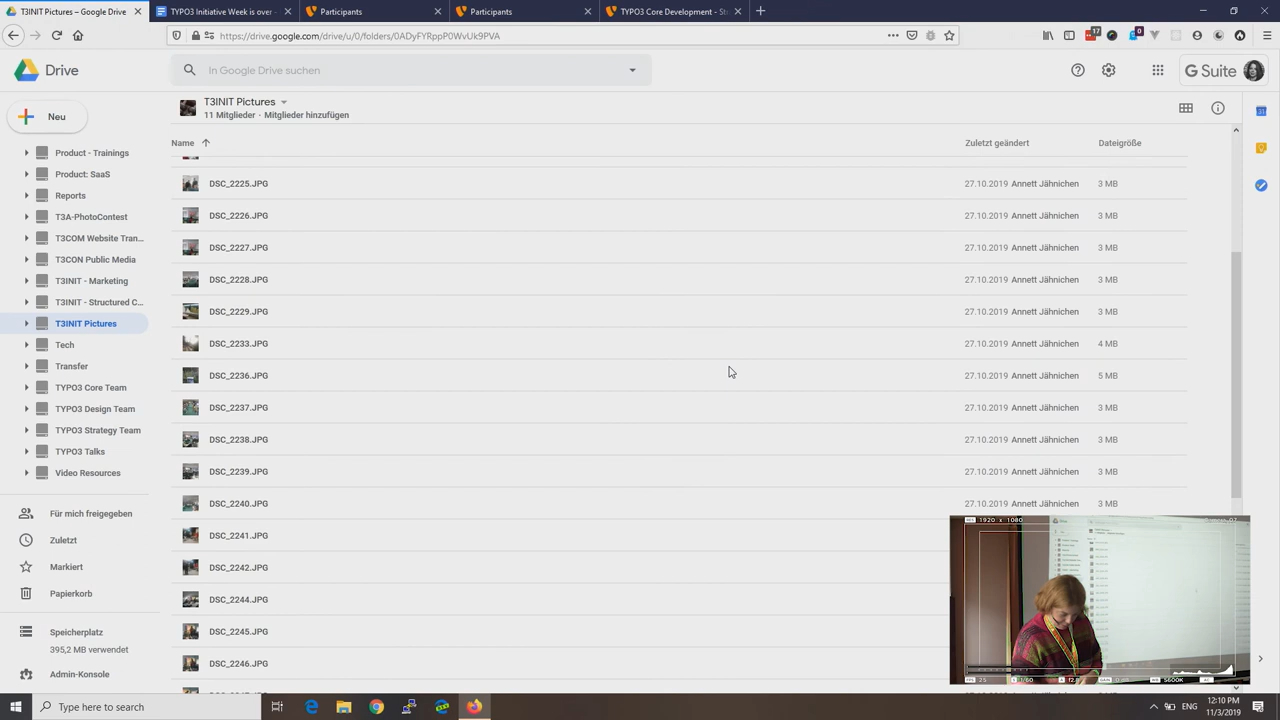 T3INIT Pictures – Google Drive
TYPO3 Initiative Week is over -
Participants
Participants
TYPO3 Core Development - St
https://drive.google.com/drive/u/0/folders/0ADyFYRppP0WvUk9PVA
17
0
Drive
In Google Drive suchen
G Suite
Neu
T3INIT Pictures
11 Mitglieder · Mitglieder hinzufügen
Name
Zuletzt geändert
Dateigröße
Product - Trainings
Product: SaaS
Reports
T3A-PhotoContest
T3COM Website Tran...
T3CON Public Media
T3INIT - Marketing
T3INIT - Structured C...
T3INIT Pictures
Tech
Transfer
TYPO3 Core Team
TYPO3 Design Team
TYPO3 Strategy Team
TYPO3 Talks
Video Resources
Für mich freigegeben
Zuletzt
Markiert
Papierkorb
Speicherplatz
395,2 MB verwendet
Admin-Konsole
DSC_2225.JPG 27.10.2019 Annett Jähnichen 3 MB
DSC_2226.JPG 27.10.2019 Annett Jähnichen 3 MB
DSC_2227.JPG 27.10.2019 Annett Jähnichen 3 MB
DSC_2228.JPG 27.10.2019 Annett Jähnichen 3 MB
DSC_2229.JPG 27.10.2019 Annett Jähnichen 3 MB
DSC_2233.JPG 27.10.2019 Annett Jähnichen 4 MB
DSC_2236.JPG 27.10.2019 Annett Jähnichen 5 MB
DSC_2237.JPG 27.10.2019 Annett Jähnichen 3 MB
DSC_2238.JPG 27.10.2019 Annett Jähnichen 3 MB
DSC_2239.JPG 27.10.2019 Annett Jähnichen 3 MB
DSC_2240.JPG 27.10.2019 Annett Jähnichen 3 MB
DSC_2241.JPG
DSC_2242.JPG
DSC_2244.JPG
DSC_2245.JPG
DSC_2246.JPG
1920 x 1080
5600K
Type here to search
ENG
12:10 PM
11/3/2019